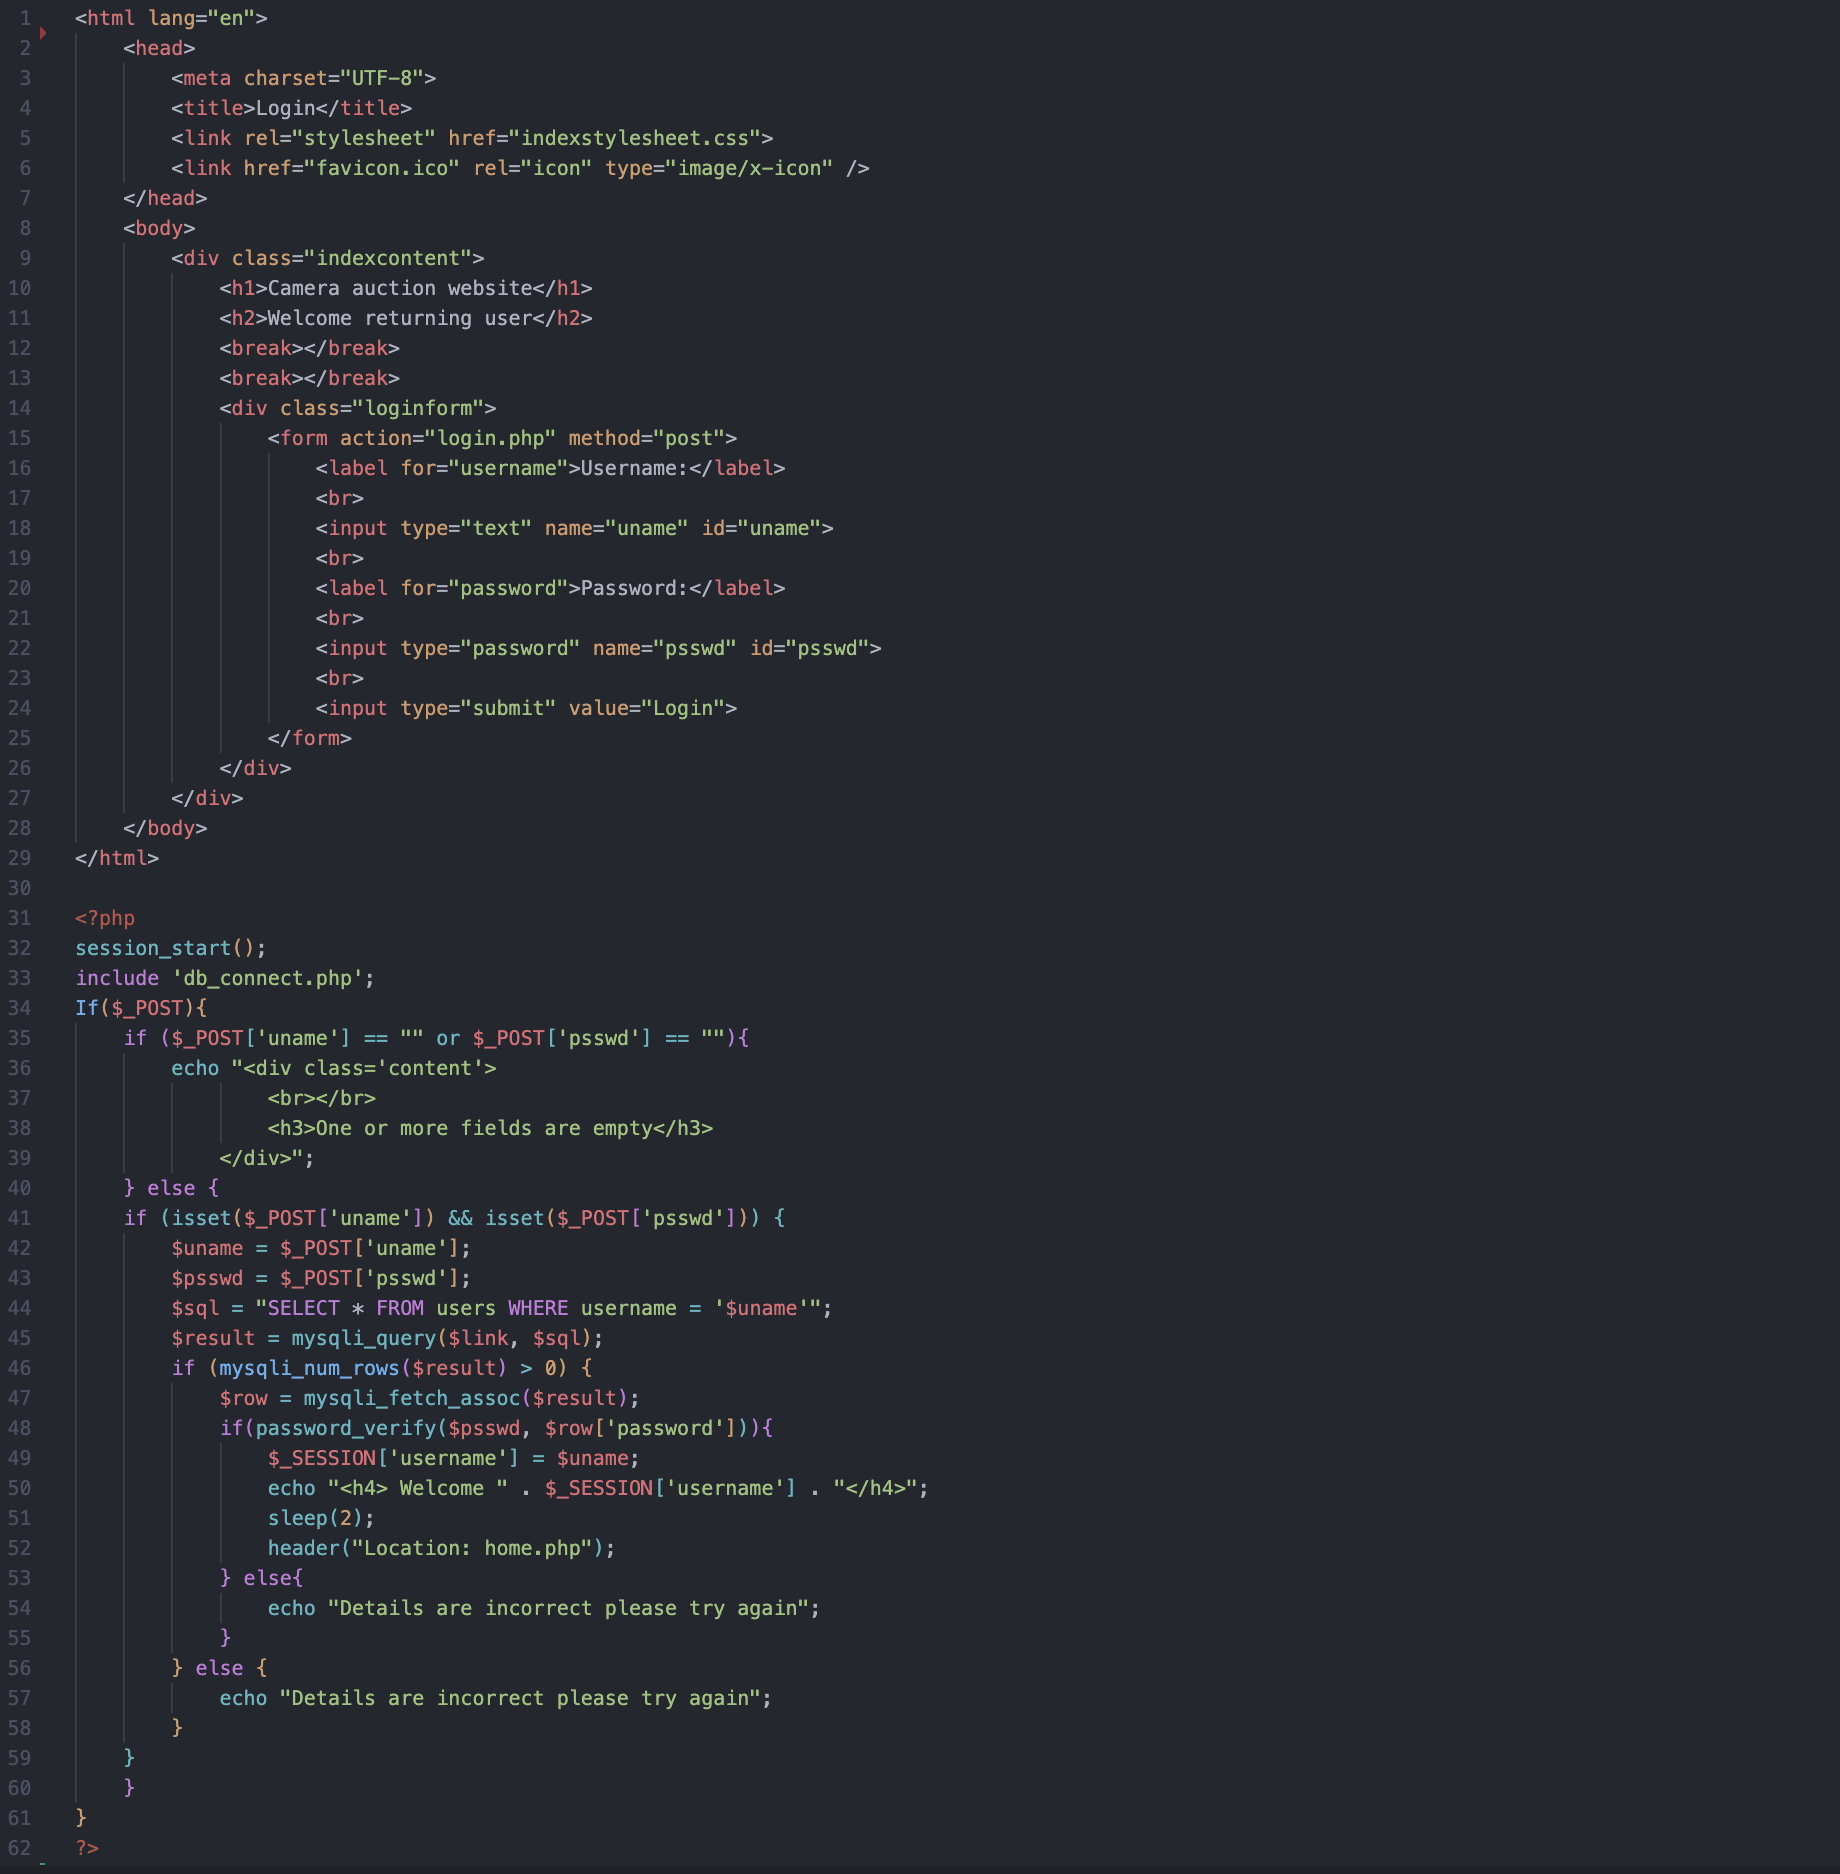 1 <html lang="en">
2 <head>
3 <meta charset="UTF-8">
4 <title>Login</title>
5 <link rel="stylesheet" href="indexstylesheet.css">
6 <link href="favicon.ico" rel="icon" type="image/x-icon" />
7 </head>
8 <body>
9 <div class="indexcontent">
10 <h1>Camera auction website</h1>
11 <h2>Welcome returning user</h2>
12 <break></break>
13 <break></break>
14 <div class="loginform">
15 <form action="login.php" method="post">
16 <label for="username">Username:</label>
17 <br>
18 <input type="text" name="uname" id="uname">
19 <br>
20 <label for="password">Password:</label>
21 <br>
22 <input type="password" name="psswd" id="psswd">
23 <br>
24 <input type="submit" value="Login">
25 </form>
26 </div>
27 </div>
28 </body>
29 </html>
30
31 <?php
32 session_start();
33 include 'db_connect.php';
34 If($_POST){
35 if ($_POST['uname'] == "" or $_POST['psswd'] == ""){
36 echo "<div class='content'>
37 <br></br>
38 <h3>One or more fields are empty</h3>
39 </div>";
40 } else {
41 if (isset($_POST['uname']) && isset($_POST['psswd'])) {
42 $uname = $_POST['uname'];
43 $psswd = $_POST['psswd'];
44 $sql = "SELECT * FROM users WHERE username = '$uname'";
45 $result = mysqli_query($link, $sql);
46 if (mysqli_num_rows($result) > 0) {
47 $row = mysqli_fetch_assoc($result);
48 if(password_verify($psswd, $row['password'])){
49 $_SESSION['username'] = $uname;
50 echo "<h4> Welcome " . $_SESSION['username'] . "</h4>";
51 sleep(2);
52 header("Location: home.php");
53 } else{
54 echo "Details are incorrect please try again";
55 }
56 } else {
57 echo "Details are incorrect please try again";
58 }
59 }
60 }
61 }
62 ?>